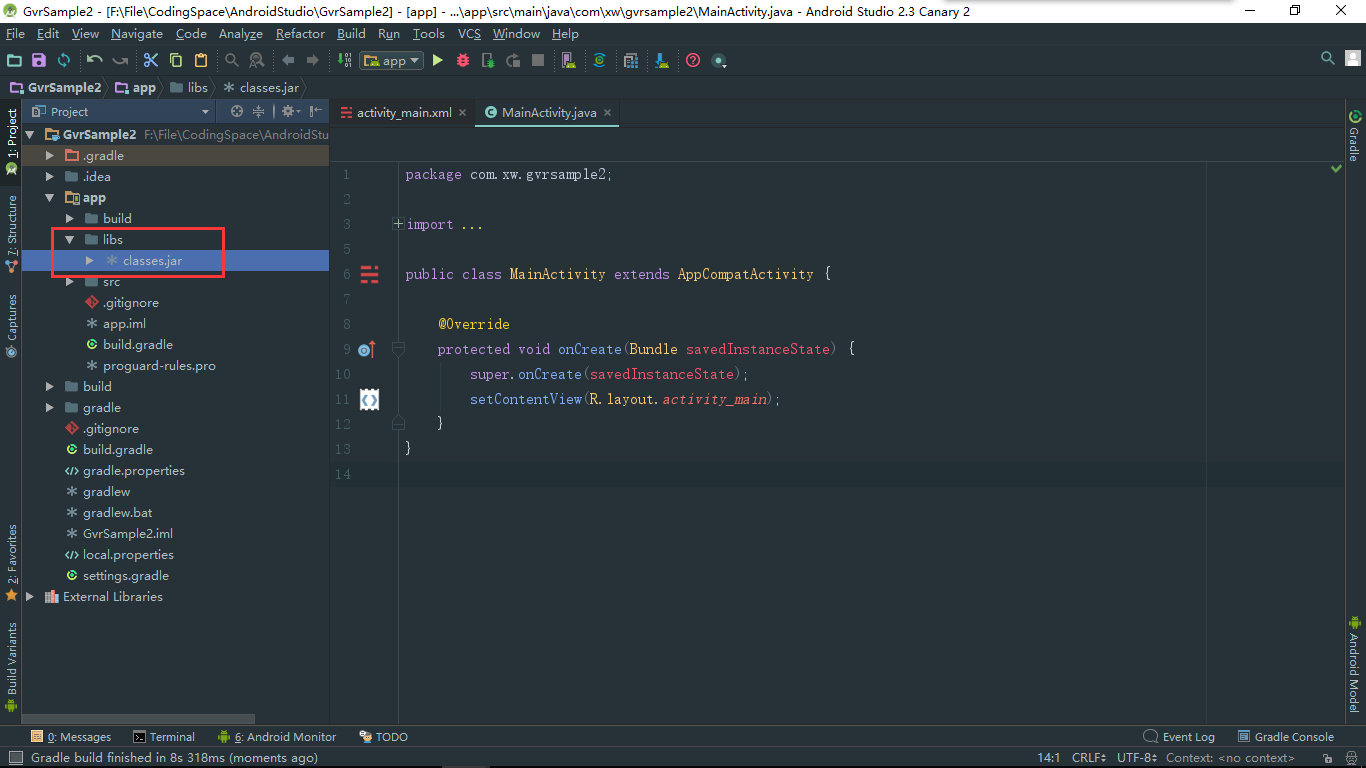 GvrSample2 - [F:\File\CodingSpace\AndroidStudio\GvrSample2] - [app] - ...\app\src\main\java\com\xw\gvrsample2\MainActivity.java - Android Studio 2.3 Canary 2
File Edit View Navigate Code Analyze Refactor Build Run Tools VCS Window Help
app
GvrSample2 app libs classes.jar
1: Project
7: Structure
Captures
2: Favorites
Build Variants
Project
GvrSample2 F:\File\CodingSpace\AndroidStu
.gradle
.idea
app
build
libs
classes.jar
src
.gitignore
app.iml
build.gradle
proguard-rules.pro
build
gradle
.gitignore
build.gradle
gradle.properties
gradlew
gradlew.bat
GvrSample2.iml
local.properties
settings.gradle
External Libraries
activity_main.xml MainActivity.java
1 package com.xw.gvrsample2;
2
3 import ...
5
6 public class MainActivity extends AppCompatActivity {
7
8 @Override
9 protected void onCreate(Bundle savedInstanceState) {
10 super.onCreate(savedInstanceState);
11 setContentView(R.layout.activity_main);
12 }
13 }
14
Gradle
Android Model
0: Messages Terminal 6: Android Monitor TODO Event Log Gradle Console
Gradle build finished in 8s 318ms (moments ago) 14:1 CRLF UTF-8 Context: <no context>